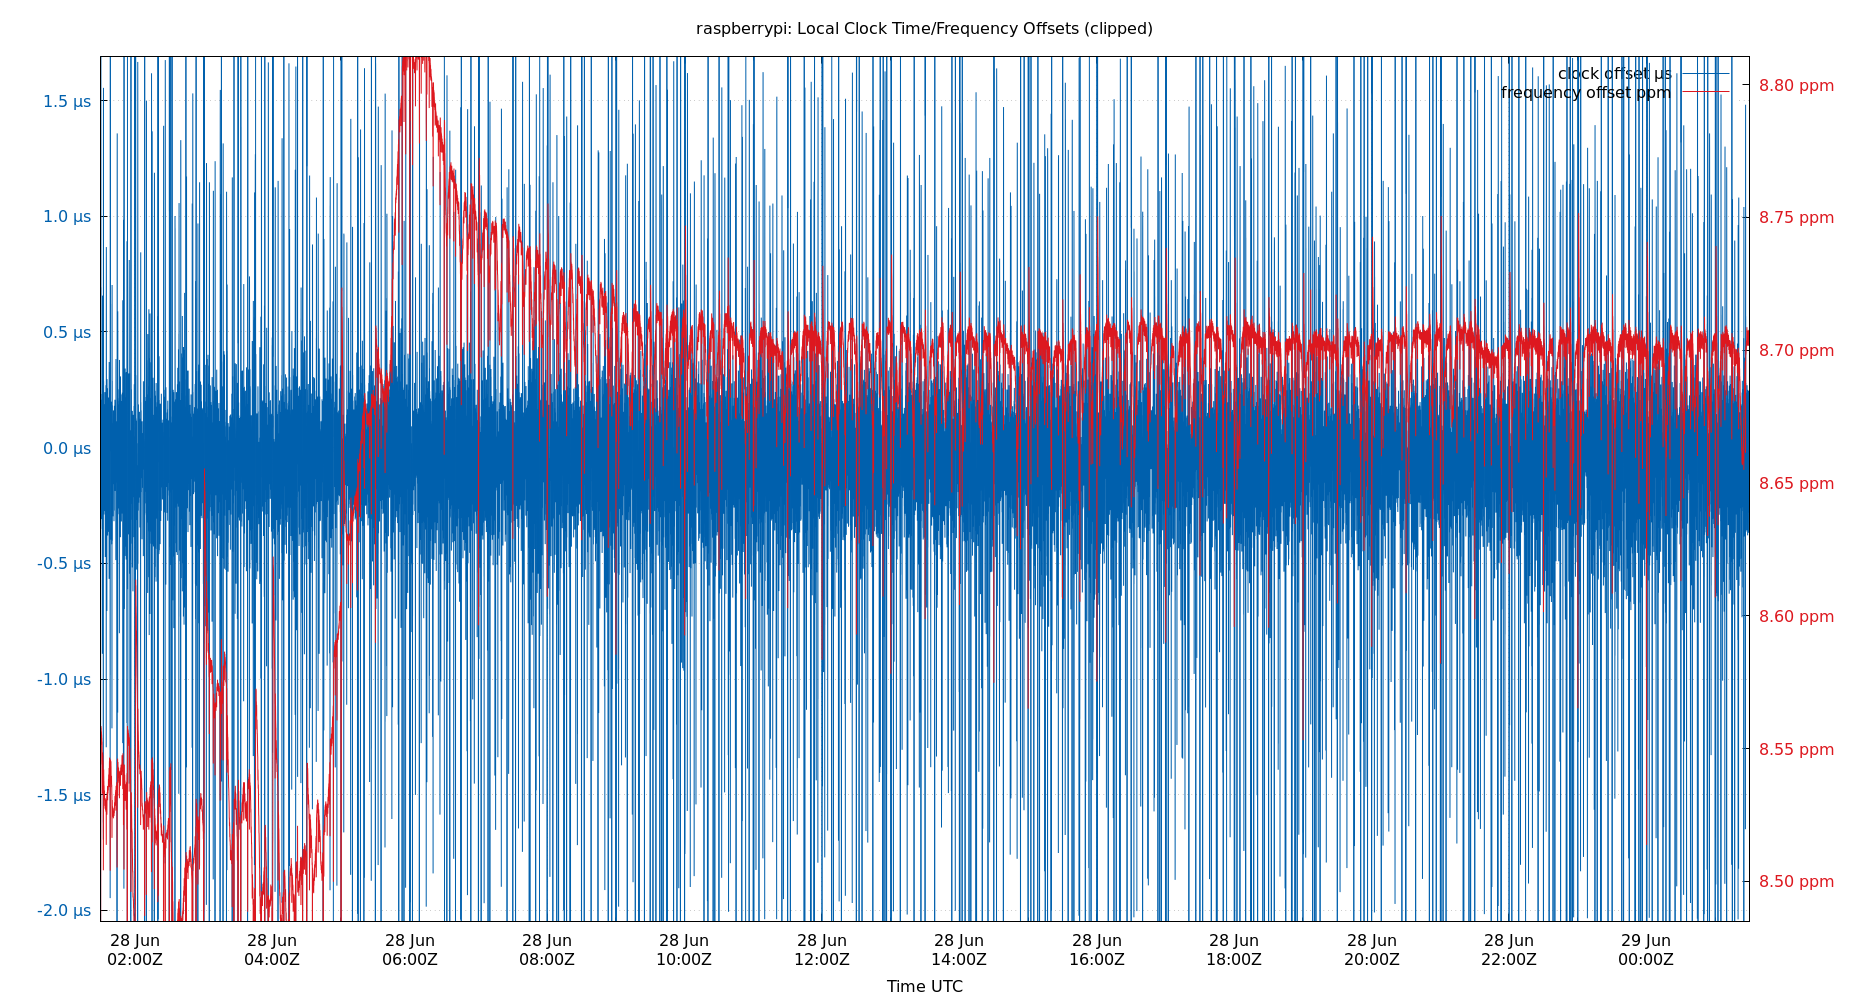 raspberrypi: Local Clock Time/Frequency Offsets (clipped)
clock offset µs
frequency offset ppm
1.5 µs
1.0 µs
0.5 µs
0.0 µs
-0.5 µs
-1.0 µs
-1.5 µs
-2.0 µs
8.80 ppm
8.75 ppm
8.70 ppm
8.65 ppm
8.60 ppm
8.55 ppm
8.50 ppm
28 Jun 28 Jun 28 Jun 28 Jun 28 Jun 28 Jun 28 Jun 28 Jun 28 Jun 28 Jun 28 Jun 29 Jun
02:00Z 04:00Z 06:00Z 08:00Z 10:00Z 12:00Z 14:00Z 16:00Z 18:00Z 20:00Z 22:00Z 00:00Z
Time UTC